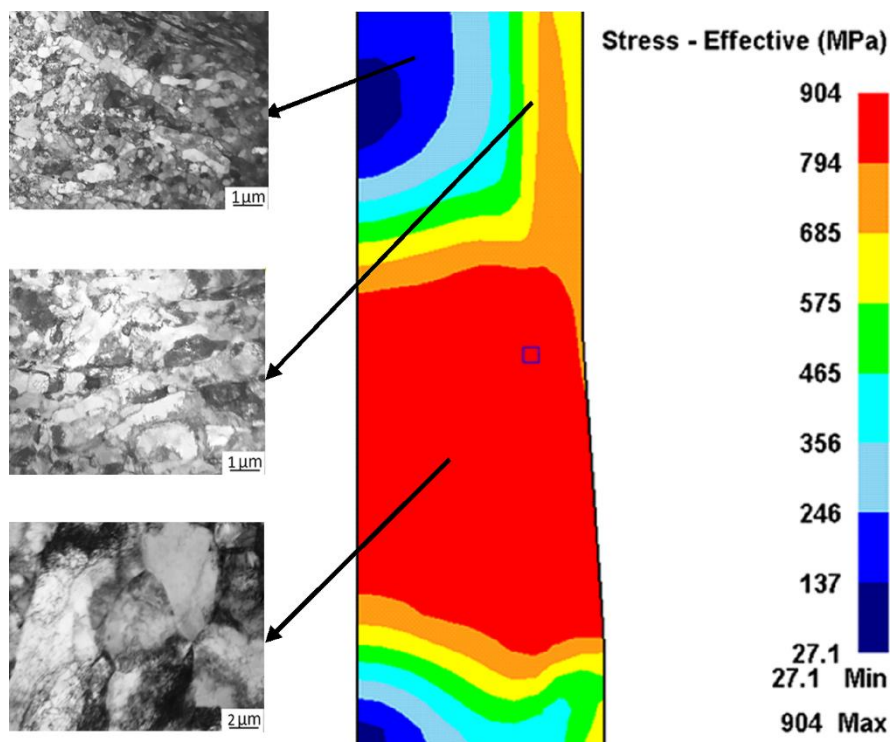 Stress - Effective (MPa)
904
794
685
575
465
356
246
137
27.1
27.1 Min
904 Max
1µm
1µm
2µm